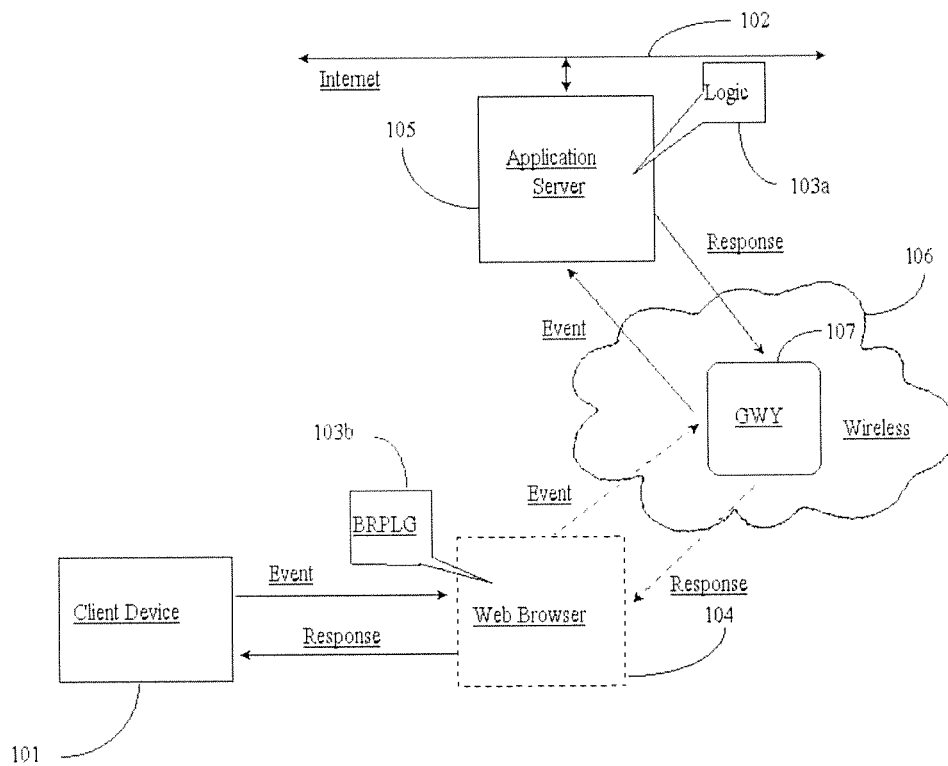 102
Internet
Logic
105
Application
Server
103a
Response
106
Event
107
GWY
Wireless
103b
Event
BRPLG
Event
Response
Client Device
Web Browser
Response
104
101